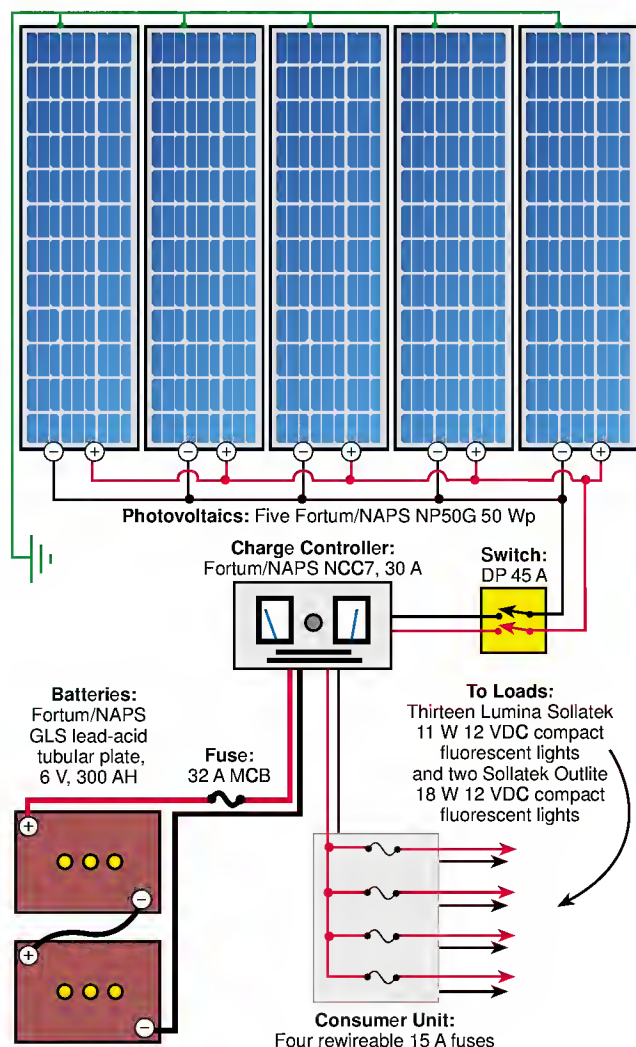 − + − + − + − + − +
Photovoltaics: Five Fortum/NAPS NP50G 50 Wp
Charge Controller:
Fortum/NAPS NCC7, 30 A
Switch:
DP 45 A
Batteries:
Fortum/NAPS
GLS lead-acid
tubular plate,
6 V, 300 AH
Fuse:
32 A MCB
To Loads:
Thirteen Lumina Sollatek
11 W 12 VDC compact
fluorescent lights
and two Sollatek Outlite
18 W 12 VDC compact
fluorescent lights
+
−
+
−
Consumer Unit:
Four rewireable 15 A fuses